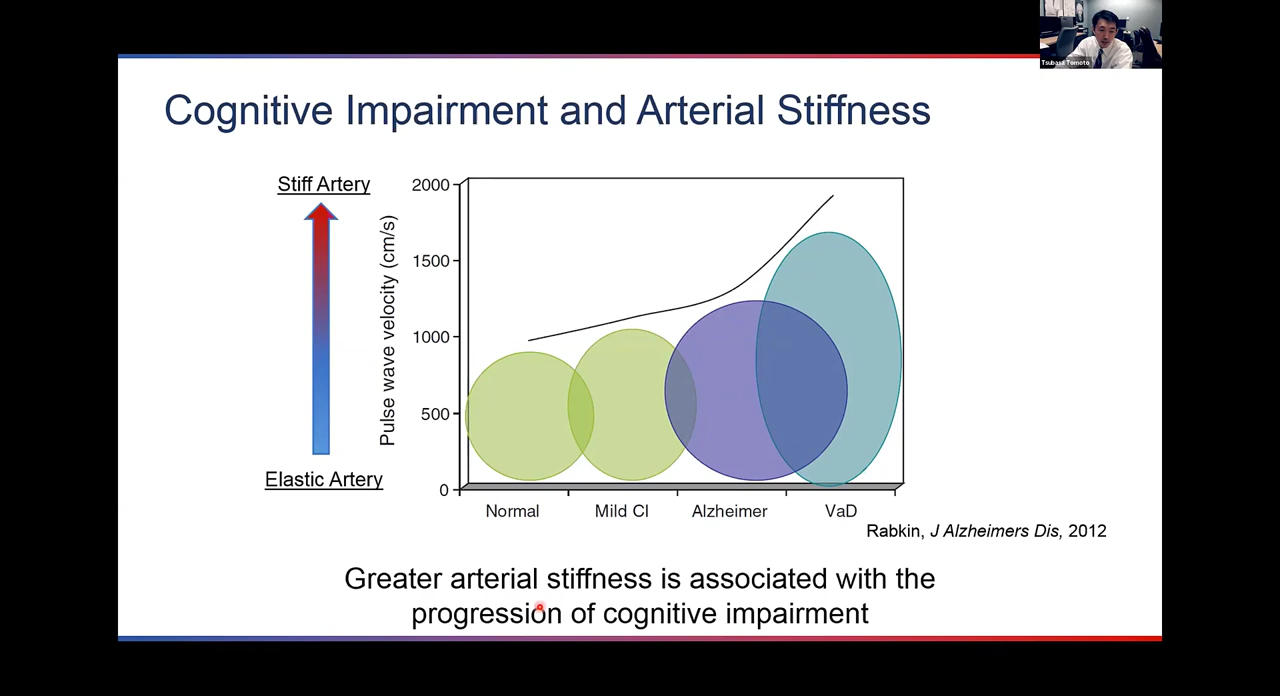 Tsubasa Tomoto
Cognitive Impairment and Arterial Stiffness
Stiff Artery
Elastic Artery
Pulse wave velocity (cm/s)
2000
1500
1000
500
0
Normal
Mild CI
Alzheimer
VaD
Rabkin, J Alzheimers Dis, 2012
Greater arterial stiffness is associated with the
progression of cognitive impairment